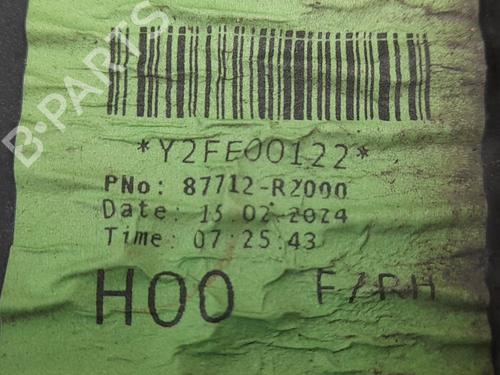 B-PARTS
*Y2FE00122*
PNo: 87712-R2000
Date: 15.02.2024
Time: 07:25:43
H00 F/RH